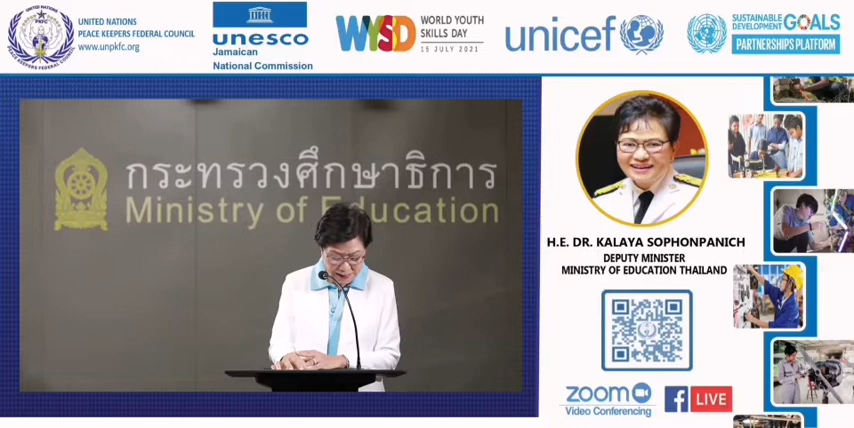 UNITED NATIONS
PEACE KEEPERS FEDERAL COUNCIL
www.unpkfc.org
unesco
Jamaican
National Commission
WYSD
WORLD YOUTH
SKILLS DAY
15 JULY 2021
unicef
SUSTAINABLE
DEVELOPMENT GOALS
PARTNERSHIPS PLATFORM
กระทรวงศึกษาธิการ
Ministry of Education
H.E. DR. KALAYA SOPHONPANICH
DEPUTY MINISTER
MINISTRY OF EDUCATION THAILAND
zoom
Video Conferencing
f LIVE